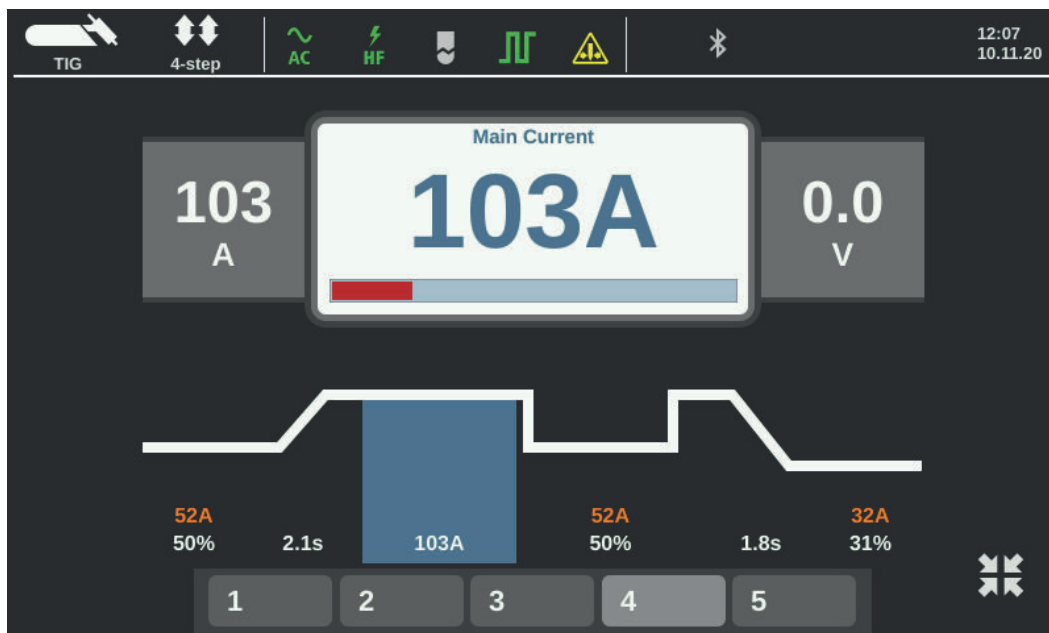 TIG
4-step
AC
HF
12:07
10.11.20
Main Current
103
A
103A
0.0
V
52A
52A
32A
50%
2.1s
103A
50%
1.8s
31%
1
2
3
4
5